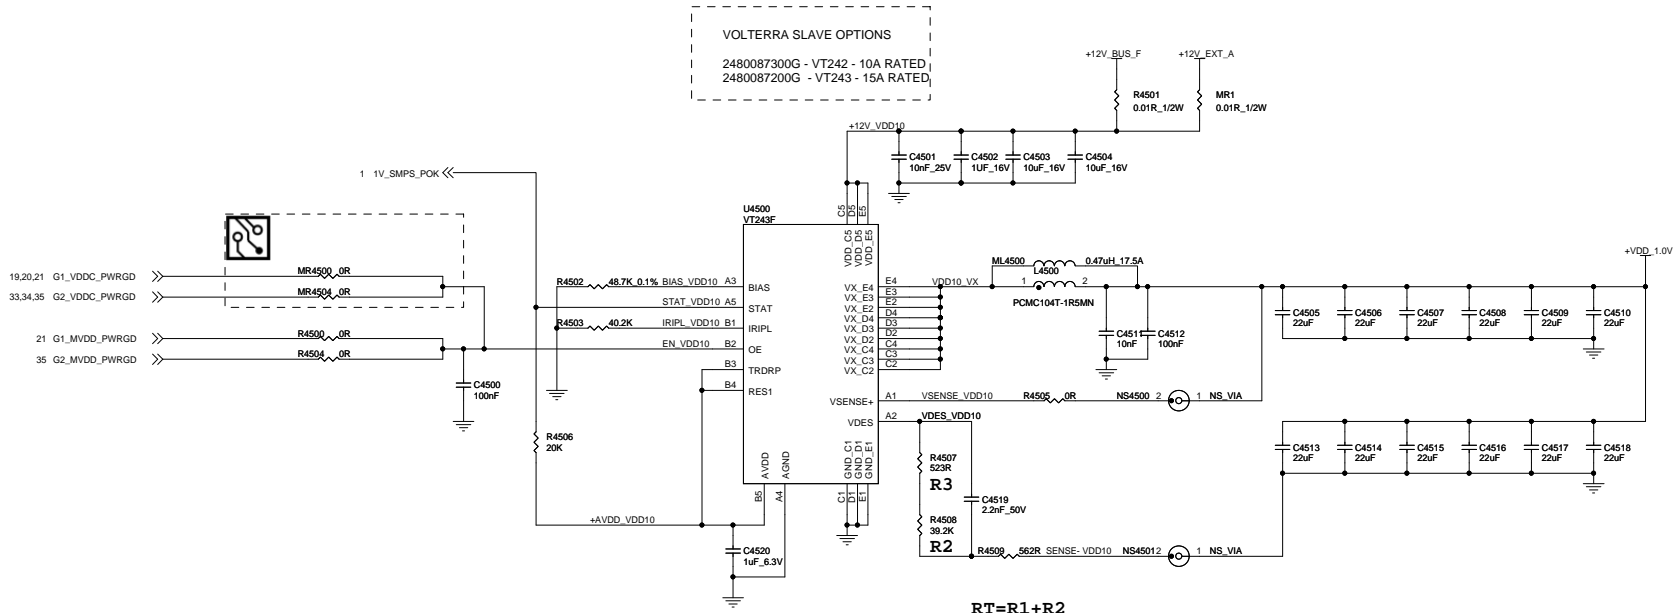 VOLTERRA SLAVE OPTIONS
2480087300G - VT242 - 10A RATED
2480087200G - VT243 - 15A RATED
+12V_BUS_F
+12V_EXT_A
R4501
0.01R_1/2W
MR1
0.01R_1/2W
+12V_VDD10
C4501
10nF_25V
C4502
1UF_16V
C4503
10uF_16V
C4504
10uF_16V
1 1V_SMPS_POK
U4500
VT243F
C5
D5
E5
VDD_C5
VDD_D5
VDD_E5
19,20,21 G1_VDDC_PWRGD
MR4500 0R
33,34,35 G2_VDDC_PWRGD
MR4504 0R
21 G1_MVDD_PWRGD
R4500 0R
35 G2_MVDD_PWRGD
R4504 0R
C4500
100nF
R4502 48.7K_0.1% BIAS_VDD10 A3 BIAS
STAT_VDD10 A5 STAT
R4503 40.2K IRIPL_VDD10 B1 IRIPL
EN_VDD10 B2 OE
B3 TRDRP
B4 RES1
R4506
20K
+AVDD_VDD10
AVDD
AGND
B5
A4
C4520
1uF_6.3V
GND_C1
GND_D1
GND_E1
C1
D1
E1
VX_E4 E4
VX_E3 E3
VX_E2 E2
VX_D4 D4
VX_D3 D3
VX_D2 D2
VX_C4 C4
VX_C3 C3
VX_C2 C2
VDD10_VX
ML4500 0.47uH_17.5A
L4500
1 2
PCMC104T-1R5MN
C4511
10nF
C4512
100nF
+VDD_1.0V
C4505
22uF
C4506
22uF
C4507
22uF
C4508
22uF
C4509
22uF
C4510
22uF
VSENSE+ A1 VSENSE_VDD10 R4505 0R NS4500 2 1 NS_VIA
VDES A2 VDES_VDD10
R4507
523R
R3
C4519
2.2nF_50V
R4508
39.2K
R2
R4509 562R SENSE- VDD10 NS4501 2 1 NS_VIA
C4513
22uF
C4514
22uF
C4515
22uF
C4516
22uF
C4517
22uF
C4518
22uF
RT=R1+R2